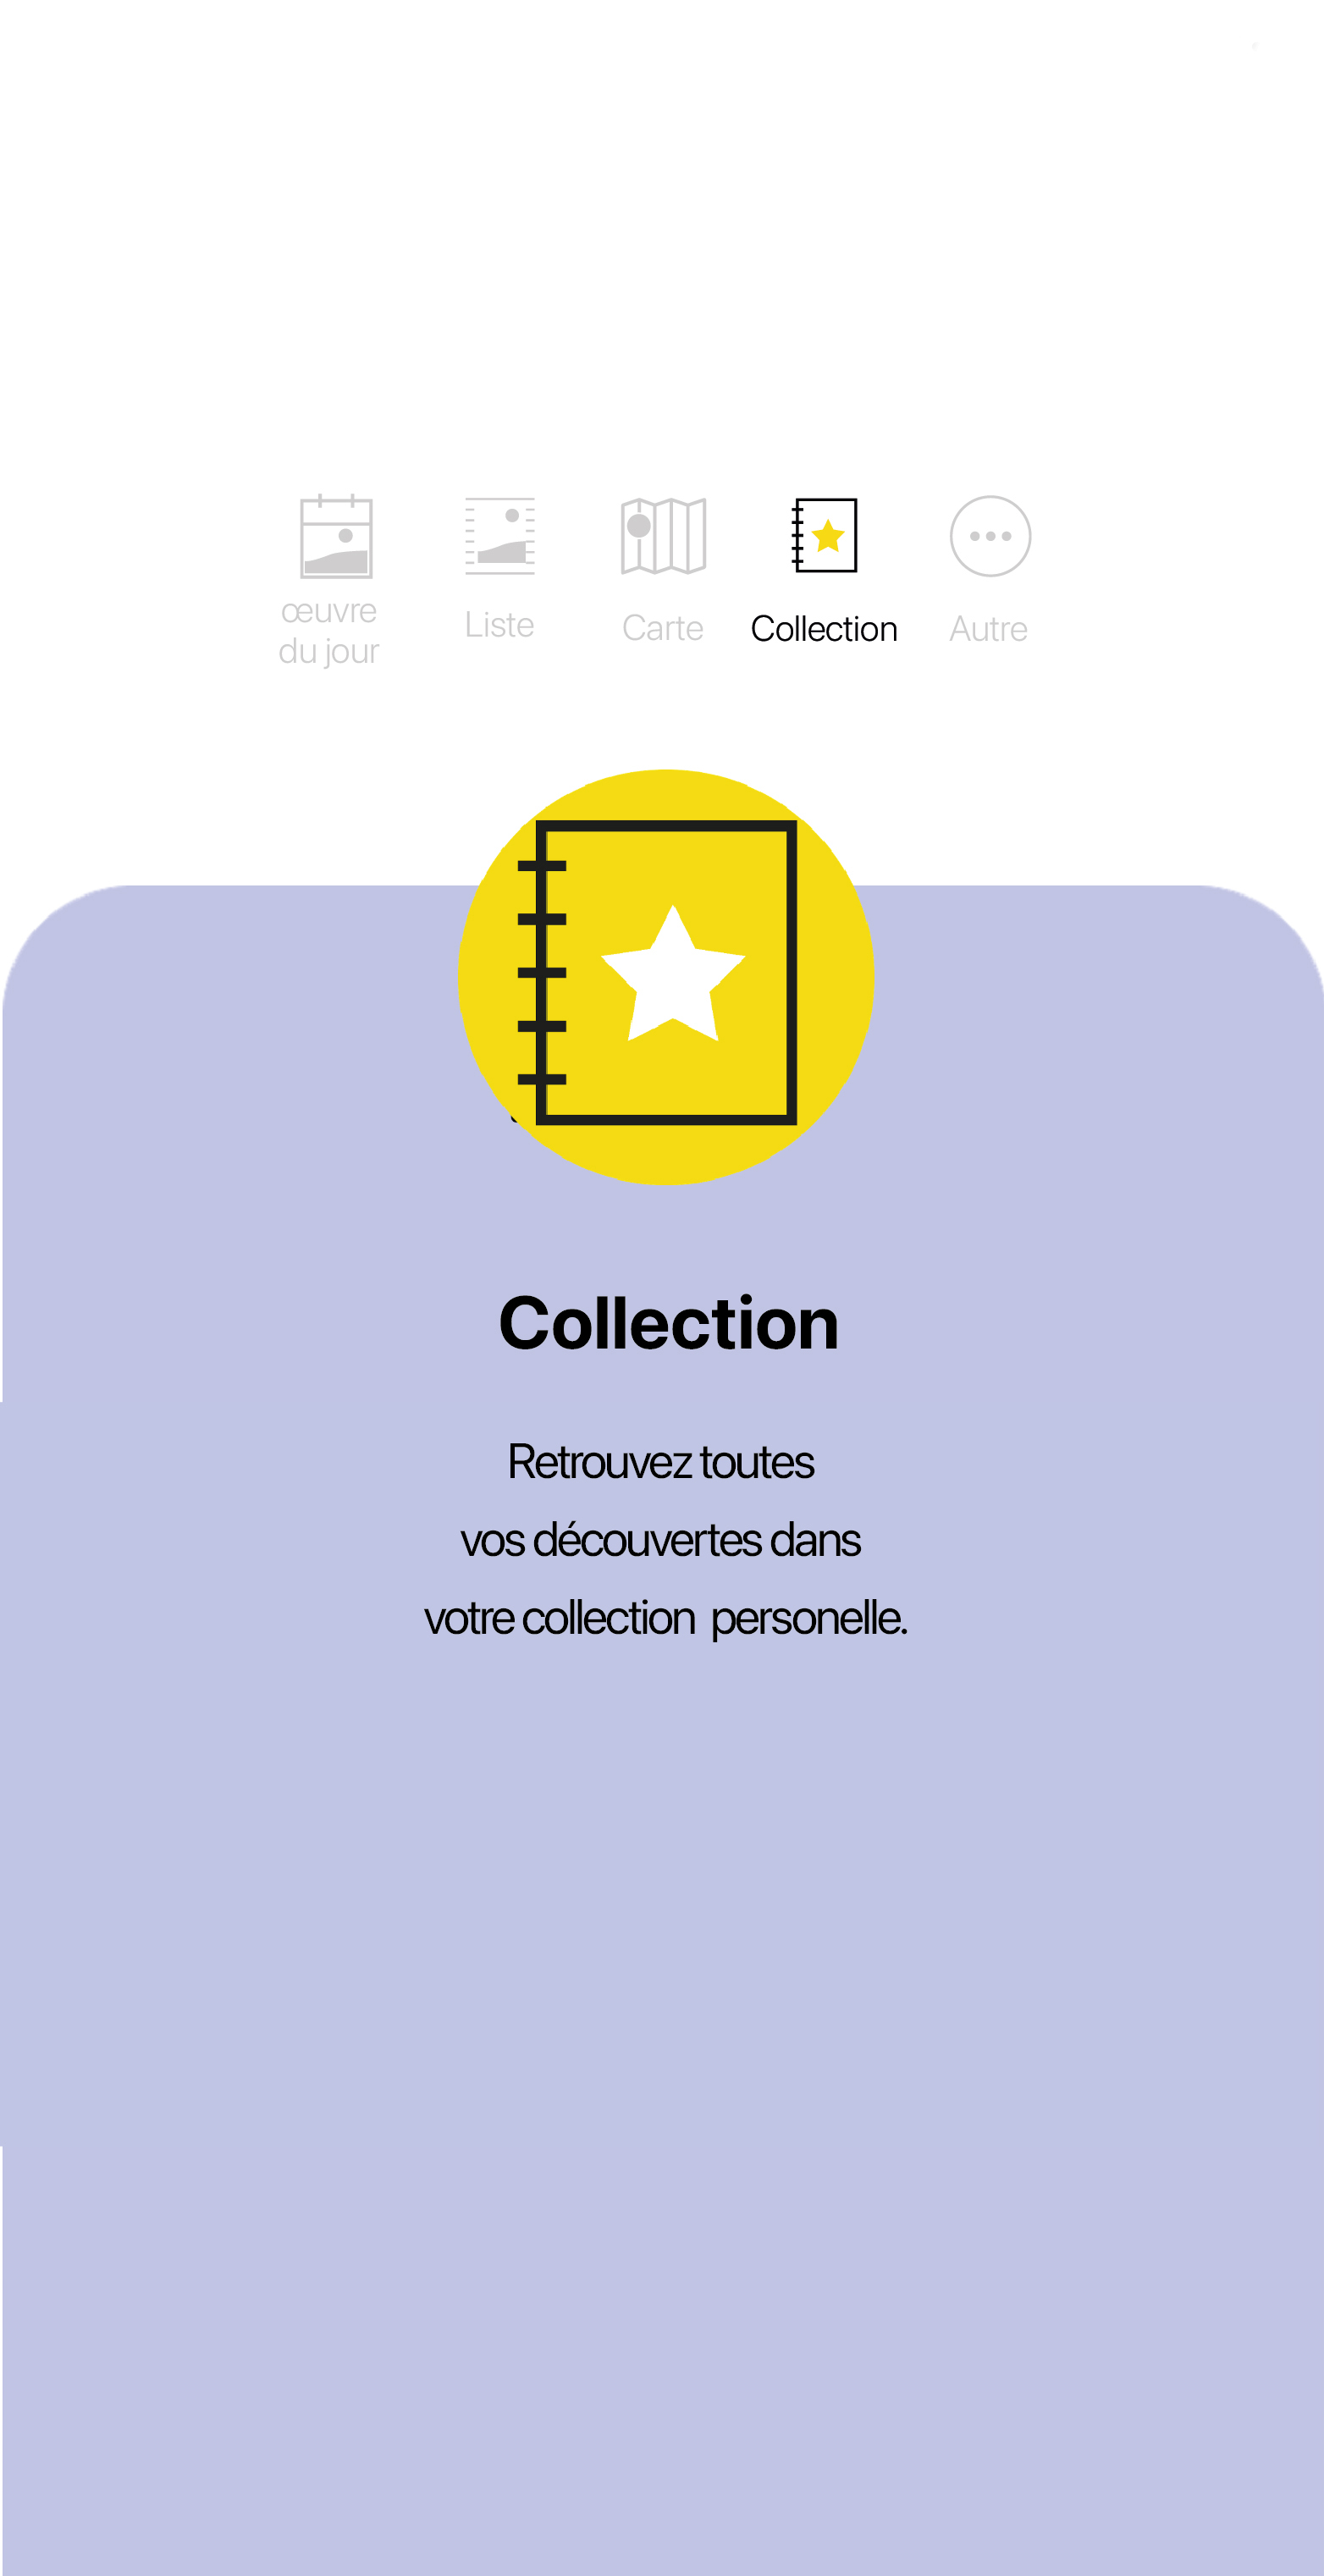 œuvre
du jour
Liste
Carte
Collection
Autre
Collection
Retrouvez toutes
vos découvertes dans
votre collection  personelle.